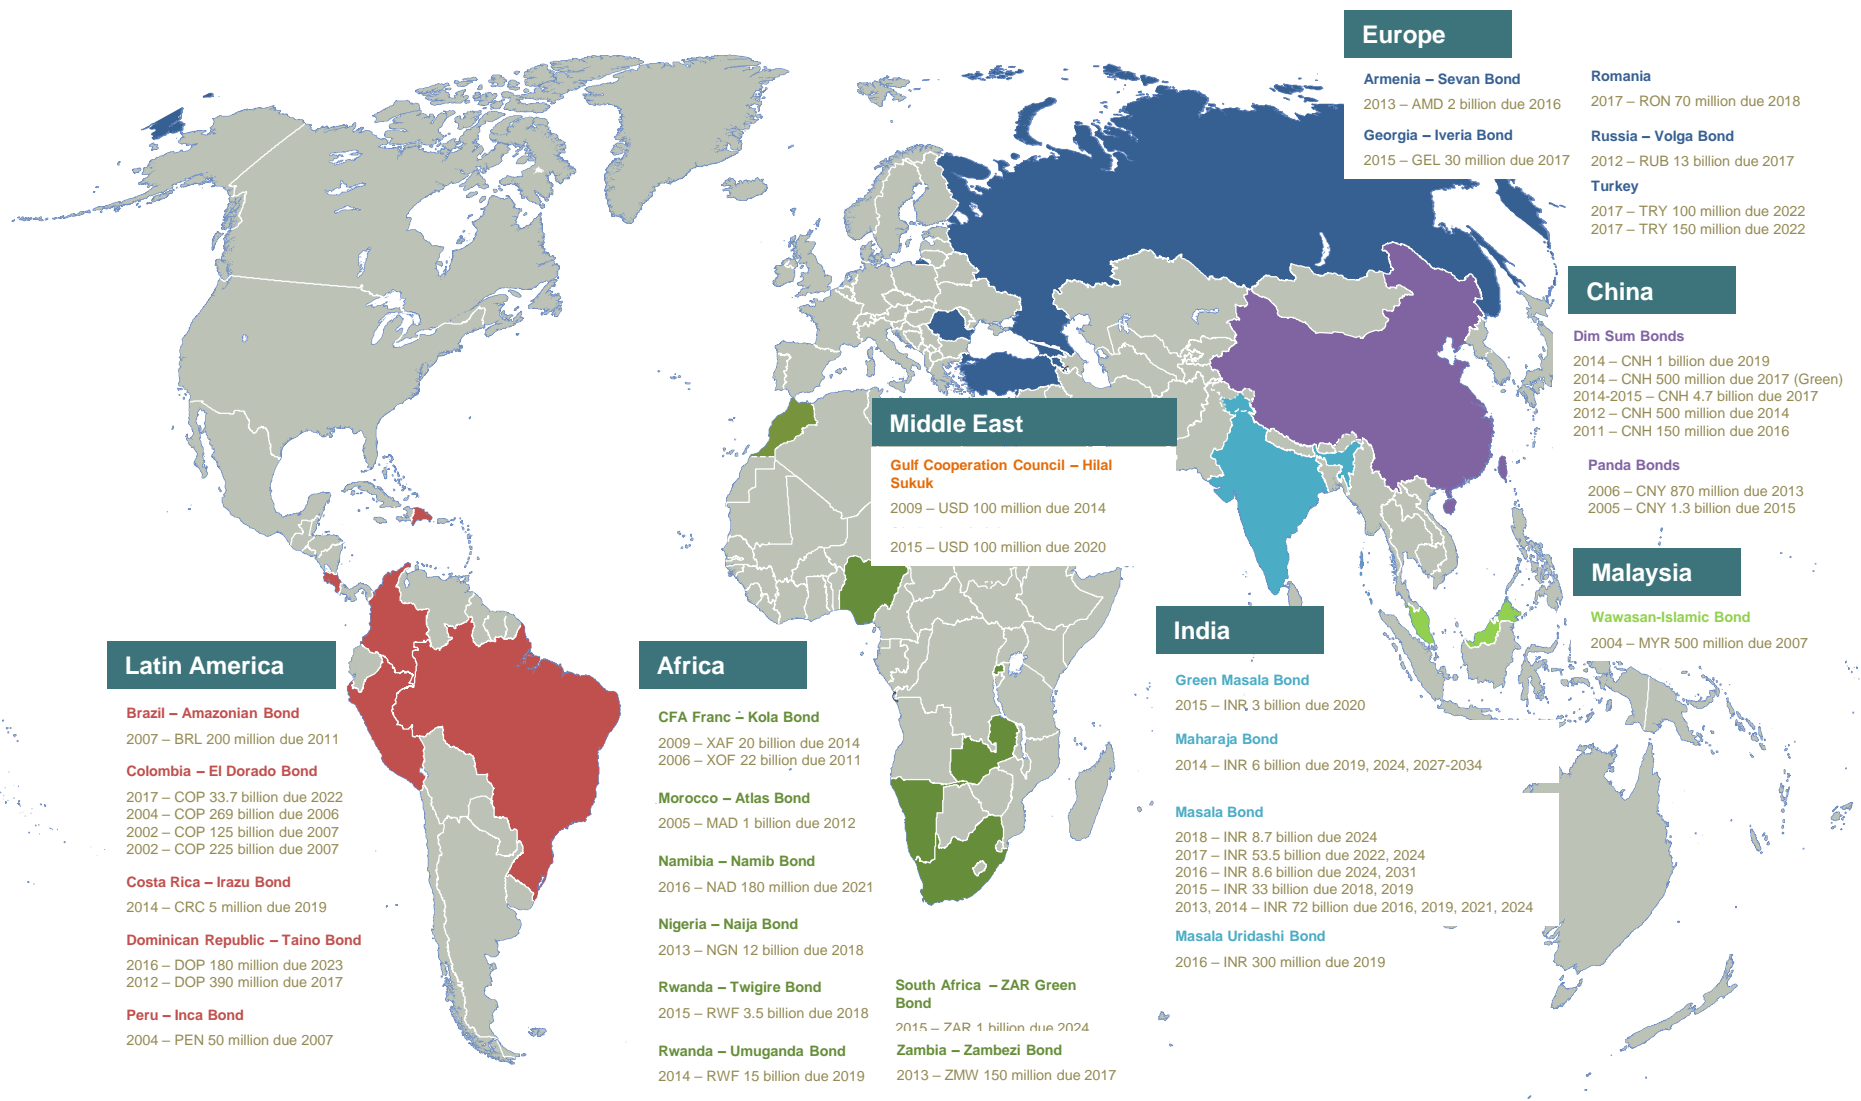 Europe
Armenia – Sevan Bond
2013 – AMD 2 billion due 2016
Georgia – Iveria Bond
2015 – GEL 30 million due 2017
Romania
2017 – RON 70 million due 2018
Russia – Volga Bond
2012 – RUB 13 billion due 2017
Turkey
2017 – TRY 100 million due 2022
2017 – TRY 150 million due 2022
China
Dim Sum Bonds
2014 – CNH 1 billion due 2019
2014 – CNH 500 million due 2017 (Green)
2014-2015 – CNH 4.7 billion due 2017
2012 – CNH 500 million due 2014
2011 – CNH 150 million due 2016
Panda Bonds
2006 – CNY 870 million due 2013
2005 – CNY 1.3 billion due 2015
Middle East
Gulf Cooperation Council – Hilal
Sukuk
2009 – USD 100 million due 2014
2015 – USD 100 million due 2020
Malaysia
Wawasan-Islamic Bond
2004 – MYR 500 million due 2007
India
Green Masala Bond
2015 – INR 3 billion due 2020
Maharaja Bond
2014 – INR 6 billion due 2019, 2024, 2027-2034
Masala Bond
2018 – INR 8.7 billion due 2024
2017 – INR 53.5 billion due 2022, 2024
2016 – INR 8.6 billion due 2024, 2031
2015 – INR 33 billion due 2018, 2019
2013, 2014 – INR 72 billion due 2016, 2019, 2021, 2024
Masala Uridashi Bond
2016 – INR 300 million due 2019
Latin America
Brazil – Amazonian Bond
2007 – BRL 200 million due 2011
Colombia – El Dorado Bond
2017 – COP 33.7 billion due 2022
2004 – COP 269 billion due 2006
2002 – COP 125 billion due 2007
2002 – COP 225 billion due 2007
Costa Rica – Irazu Bond
2014 – CRC 5 million due 2019
Dominican Republic – Taino Bond
2016 – DOP 180 million due 2023
2012 – DOP 390 million due 2017
Peru – Inca Bond
2004 – PEN 50 million due 2007
Africa
CFA Franc – Kola Bond
2009 – XAF 20 billion due 2014
2006 – XOF 22 billion due 2011
Morocco – Atlas Bond
2005 – MAD 1 billion due 2012
Namibia – Namib Bond
2016 – NAD 180 million due 2021
Nigeria – Naija Bond
2013 – NGN 12 billion due 2018
Rwanda – Twigire Bond
2015 – RWF 3.5 billion due 2018
Rwanda – Umuganda Bond
2014 – RWF 15 billion due 2019
South Africa – ZAR Green
Bond
2015 – ZAR 1 billion due 2024
Zambia – Zambezi Bond
2013 – ZMW 150 million due 2017